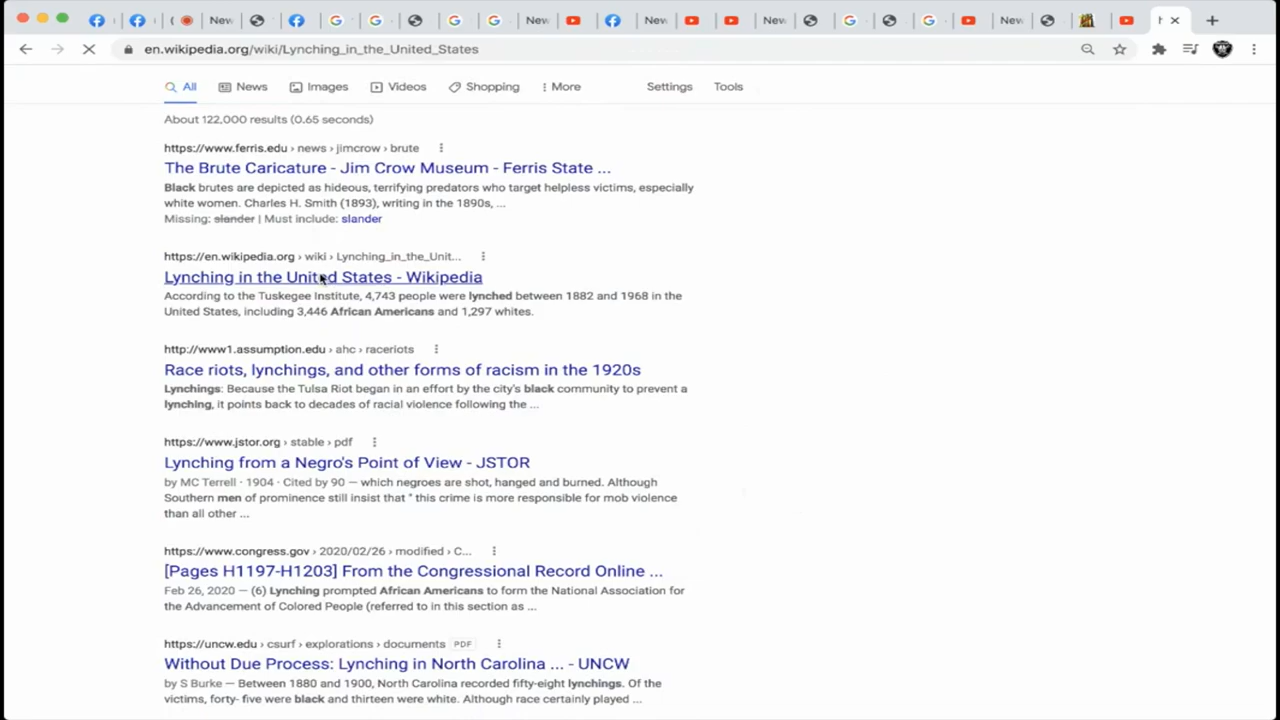 New
New
New
New
New
en.wikipedia.org/wiki/Lynching_in_the_United_States
All News Images Videos Shopping More Settings Tools
About 122,000 results (0.65 seconds)
https://www.ferris.edu › news › jimcrow › brute
The Brute Caricature - Jim Crow Museum - Ferris State ...
Black brutes are depicted as hideous, terrifying predators who target helpless victims, especially
white women. Charles H. Smith (1893), writing in the 1890s, ...
Missing: slander | Must include: slander
https://en.wikipedia.org › wiki › Lynching_in_the_Unit...
Lynching in the United States - Wikipedia
According to the Tuskegee Institute, 4,743 people were lynched between 1882 and 1968 in the
United States, including 3,446 African Americans and 1,297 whites.
http://www1.assumption.edu › ahc › raceriots
Race riots, lynchings, and other forms of racism in the 1920s
Lynchings: Because the Tulsa Riot began in an effort by the city's black community to prevent a
lynching, it points back to decades of racial violence following the ...
https://www.jstor.org › stable › pdf
Lynching from a Negro's Point of View - JSTOR
by MC Terrell · 1904 · Cited by 90 — which negroes are shot, hanged and burned. Although
Southern men of prominence still insist that " this crime is more responsible for mob violence
than all other ...
https://www.congress.gov › 2020/02/26 › modified › C...
[Pages H1197-H1203] From the Congressional Record Online ...
Feb 26, 2020 — (6) Lynching prompted African Americans to form the National Association for
the Advancement of Colored People (referred to in this section as ...
https://uncw.edu › csurf › explorations › documents PDF
Without Due Process: Lynching in North Carolina ... - UNCW
by S Burke — Between 1880 and 1900, North Carolina recorded fifty-eight lynchings. Of the
victims, forty- five were black and thirteen were white. Although race certainly played ...